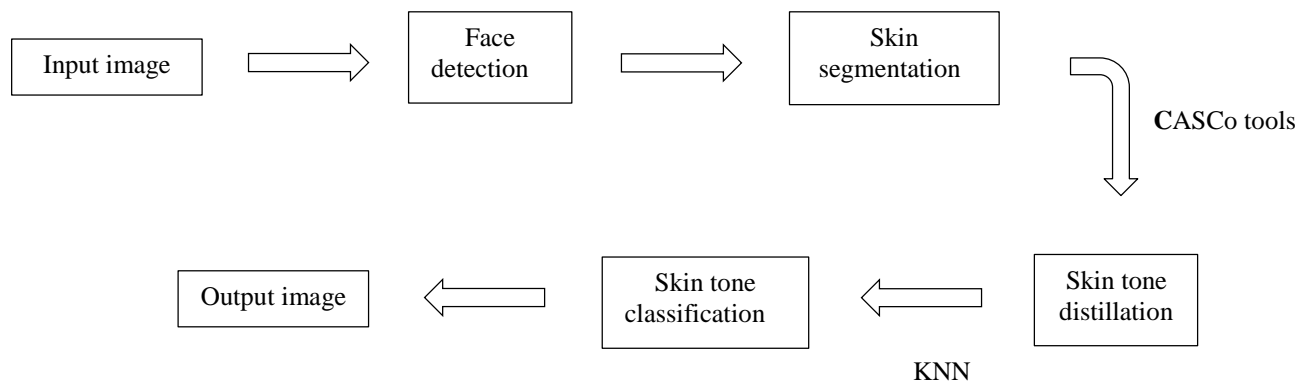 Input image
Face
detection
Skin
segmentation
CASCo tools
Skin tone
distillation
KNN
Skin tone
classification
Output image